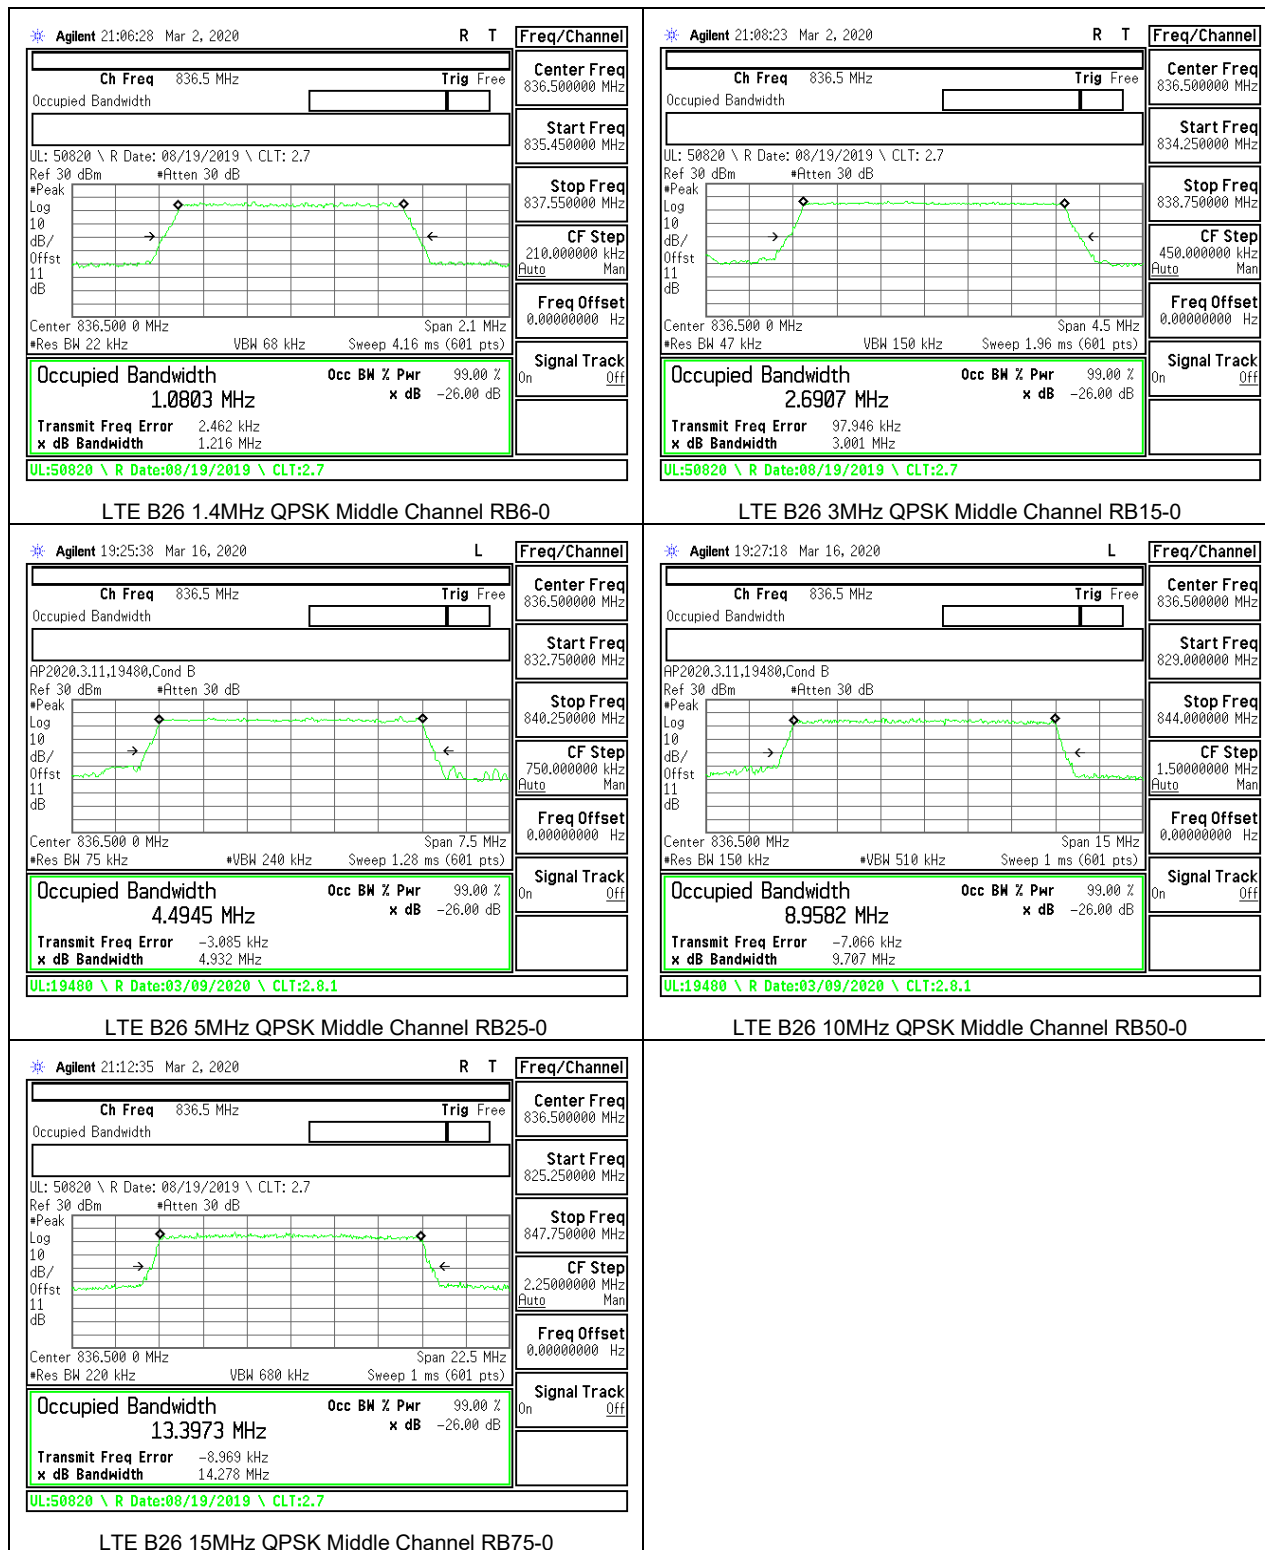 Agilent 21:06:28 Mar 2, 2020 R T Freq/Channel
Ch Freq 836.5 MHz Trig Free
Occupied Bandwidth
Center Freq
836.500000 MHz
Start Freq
835.450000 MHz
UL: 50820 \ R Date: 08/19/2019 \ CLT: 2.7
Ref 30 dBm #Atten 30 dB
#Peak
Log
10
dB/
Offst
11
dB
Stop Freq
837.550000 MHz
CF Step
210.000000 kHz
Auto Man
Freq Offset
0.00000000 Hz
Center 836.500 0 MHz Span 2.1 MHz
#Res BW 22 kHz VBW 68 kHz Sweep 4.16 ms (601 pts)
Signal Track
On Off
Occupied Bandwidth Occ BW % Pwr 99.00 %
1.0803 MHz x dB -26.00 dB
Transmit Freq Error 2.462 kHz
x dB Bandwidth 1.216 MHz
UL:50820 \ R Date:08/19/2019 \ CLT:2.7
LTE B26 1.4MHz QPSK Middle Channel RB6-0
Agilent 21:08:23 Mar 2, 2020 R T Freq/Channel
Ch Freq 836.5 MHz Trig Free
Occupied Bandwidth
Center Freq
836.500000 MHz
Start Freq
834.250000 MHz
UL: 50820 \ R Date: 08/19/2019 \ CLT: 2.7
Ref 30 dBm #Atten 30 dB
#Peak
Log
10
dB/
Offst
11
dB
Stop Freq
838.750000 MHz
CF Step
450.000000 kHz
Auto Man
Freq Offset
0.00000000 Hz
Center 836.500 0 MHz Span 4.5 MHz
#Res BW 47 kHz VBW 150 kHz Sweep 1.96 ms (601 pts)
Signal Track
On Off
Occupied Bandwidth Occ BW % Pwr 99.00 %
2.6907 MHz x dB -26.00 dB
Transmit Freq Error 97.946 kHz
x dB Bandwidth 3.001 MHz
UL:50820 \ R Date:08/19/2019 \ CLT:2.7
LTE B26 3MHz QPSK Middle Channel RB15-0
Agilent 19:25:38 Mar 16, 2020 L Freq/Channel
Ch Freq 836.5 MHz Trig Free
Occupied Bandwidth
Center Freq
836.500000 MHz
Start Freq
832.750000 MHz
AP2020.3.11,19480,Cond B
Ref 30 dBm #Atten 30 dB
#Peak
Log
10
dB/
Offst
11
dB
Stop Freq
840.250000 MHz
CF Step
750.000000 kHz
Auto Man
Freq Offset
0.00000000 Hz
Center 836.500 0 MHz Span 7.5 MHz
#Res BW 75 kHz #VBW 240 kHz Sweep 1.28 ms (601 pts)
Signal Track
On Off
Occupied Bandwidth Occ BW % Pwr 99.00 %
4.4945 MHz x dB -26.00 dB
Transmit Freq Error -3.085 kHz
x dB Bandwidth 4.932 MHz
UL:19480 \ R Date:03/09/2020 \ CLT:2.8.1
LTE B26 5MHz QPSK Middle Channel RB25-0
Agilent 19:27:18 Mar 16, 2020 L Freq/Channel
Ch Freq 836.5 MHz Trig Free
Occupied Bandwidth
Center Freq
836.500000 MHz
Start Freq
829.000000 MHz
AP2020.3.11,19480,Cond B
Ref 30 dBm #Atten 30 dB
#Peak
Log
10
dB/
Offst
11
dB
Stop Freq
844.000000 MHz
CF Step
1.50000000 MHz
Auto Man
Freq Offset
0.00000000 Hz
Center 836.500 MHz Span 15 MHz
#Res BW 150 kHz #VBW 510 kHz Sweep 1 ms (601 pts)
Signal Track
On Off
Occupied Bandwidth Occ BW % Pwr 99.00 %
8.9582 MHz x dB -26.00 dB
Transmit Freq Error -7.066 kHz
x dB Bandwidth 9.707 MHz
UL:19480 \ R Date:03/09/2020 \ CLT:2.8.1
LTE B26 10MHz QPSK Middle Channel RB50-0
Agilent 21:12:35 Mar 2, 2020 R T Freq/Channel
Ch Freq 836.5 MHz Trig Free
Occupied Bandwidth
Center Freq
836.500000 MHz
Start Freq
825.250000 MHz
UL: 50820 \ R Date: 08/19/2019 \ CLT: 2.7
Ref 30 dBm #Atten 30 dB
#Peak
Log
10
dB/
Offst
11
dB
Stop Freq
847.750000 MHz
CF Step
2.25000000 MHz
Auto Man
Freq Offset
0.00000000 Hz
Center 836.500 0 MHz Span 22.5 MHz
#Res BW 220 kHz VBW 680 kHz Sweep 1 ms (601 pts)
Signal Track
On Off
Occupied Bandwidth Occ BW % Pwr 99.00 %
13.3973 MHz x dB -26.00 dB
Transmit Freq Error -8.969 kHz
x dB Bandwidth 14.278 MHz
UL:50820 \ R Date:08/19/2019 \ CLT:2.7
LTE B26 15MHz QPSK Middle Channel RB75-0